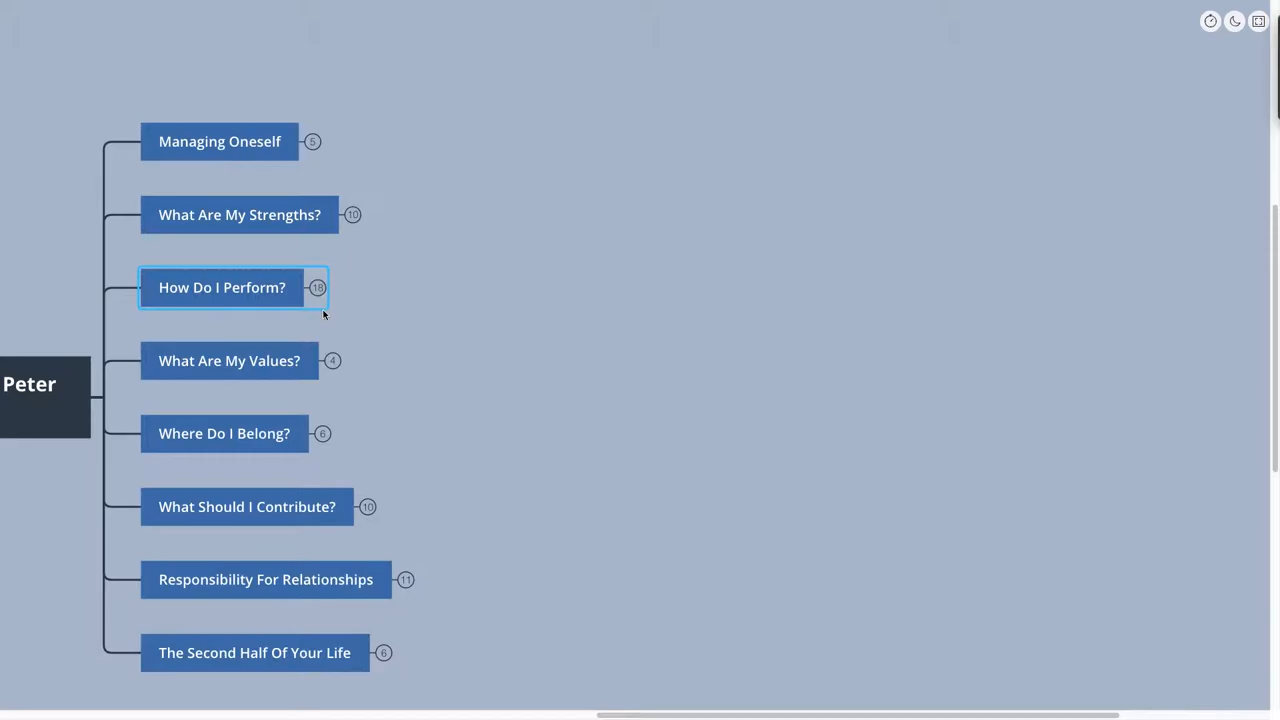 Managing Oneself 5
What Are My Strengths? 10
How Do I Perform? 18
What Are My Values? 4
Peter
Where Do I Belong? 6
What Should I Contribute? 10
Responsibility For Relationships 11
The Second Half Of Your Life 6